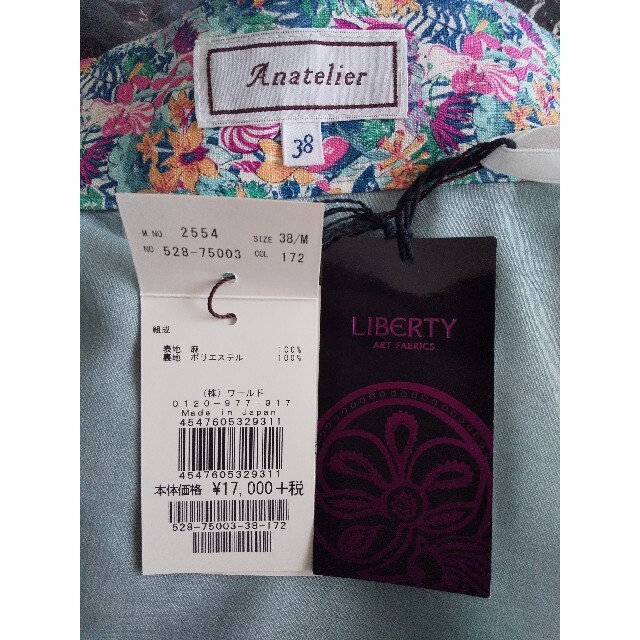 Anatelier
38
M.NO. 2554 SIZE 38/M
NO. 528-75003 COL 172
組成
表地 麻 100%
裏地 ポリエステル 100%
(株) ワールド
0120-977 917
Made in Japan
4547605329311
4547605329311
本体価格 ¥17,000+税
528-75003-38-172
LIBERTY
ART FABRICS